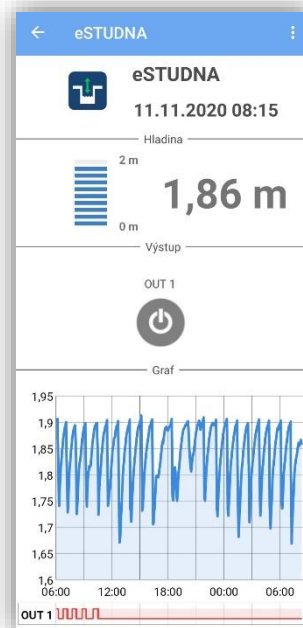 eSTUDNA
eSTUDNA
11.11.2020 08:15
Hladina
2 m
1,86 m
0 m
Výstup
OUT 1
Graf
1,95
1,9
1,85
1,8
1,75
1,7
1,65
1,6
06:00 12:00 18:00 00:00 06:00
OUT 1